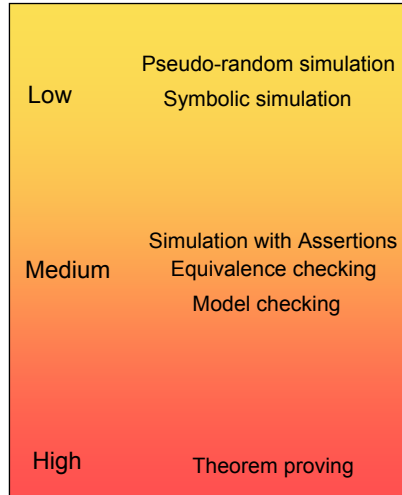 Pseudo-random simulation
Low
Symbolic simulation
Simulation with Assertions
Medium
Equivalence checking
Model checking
High
Theorem proving